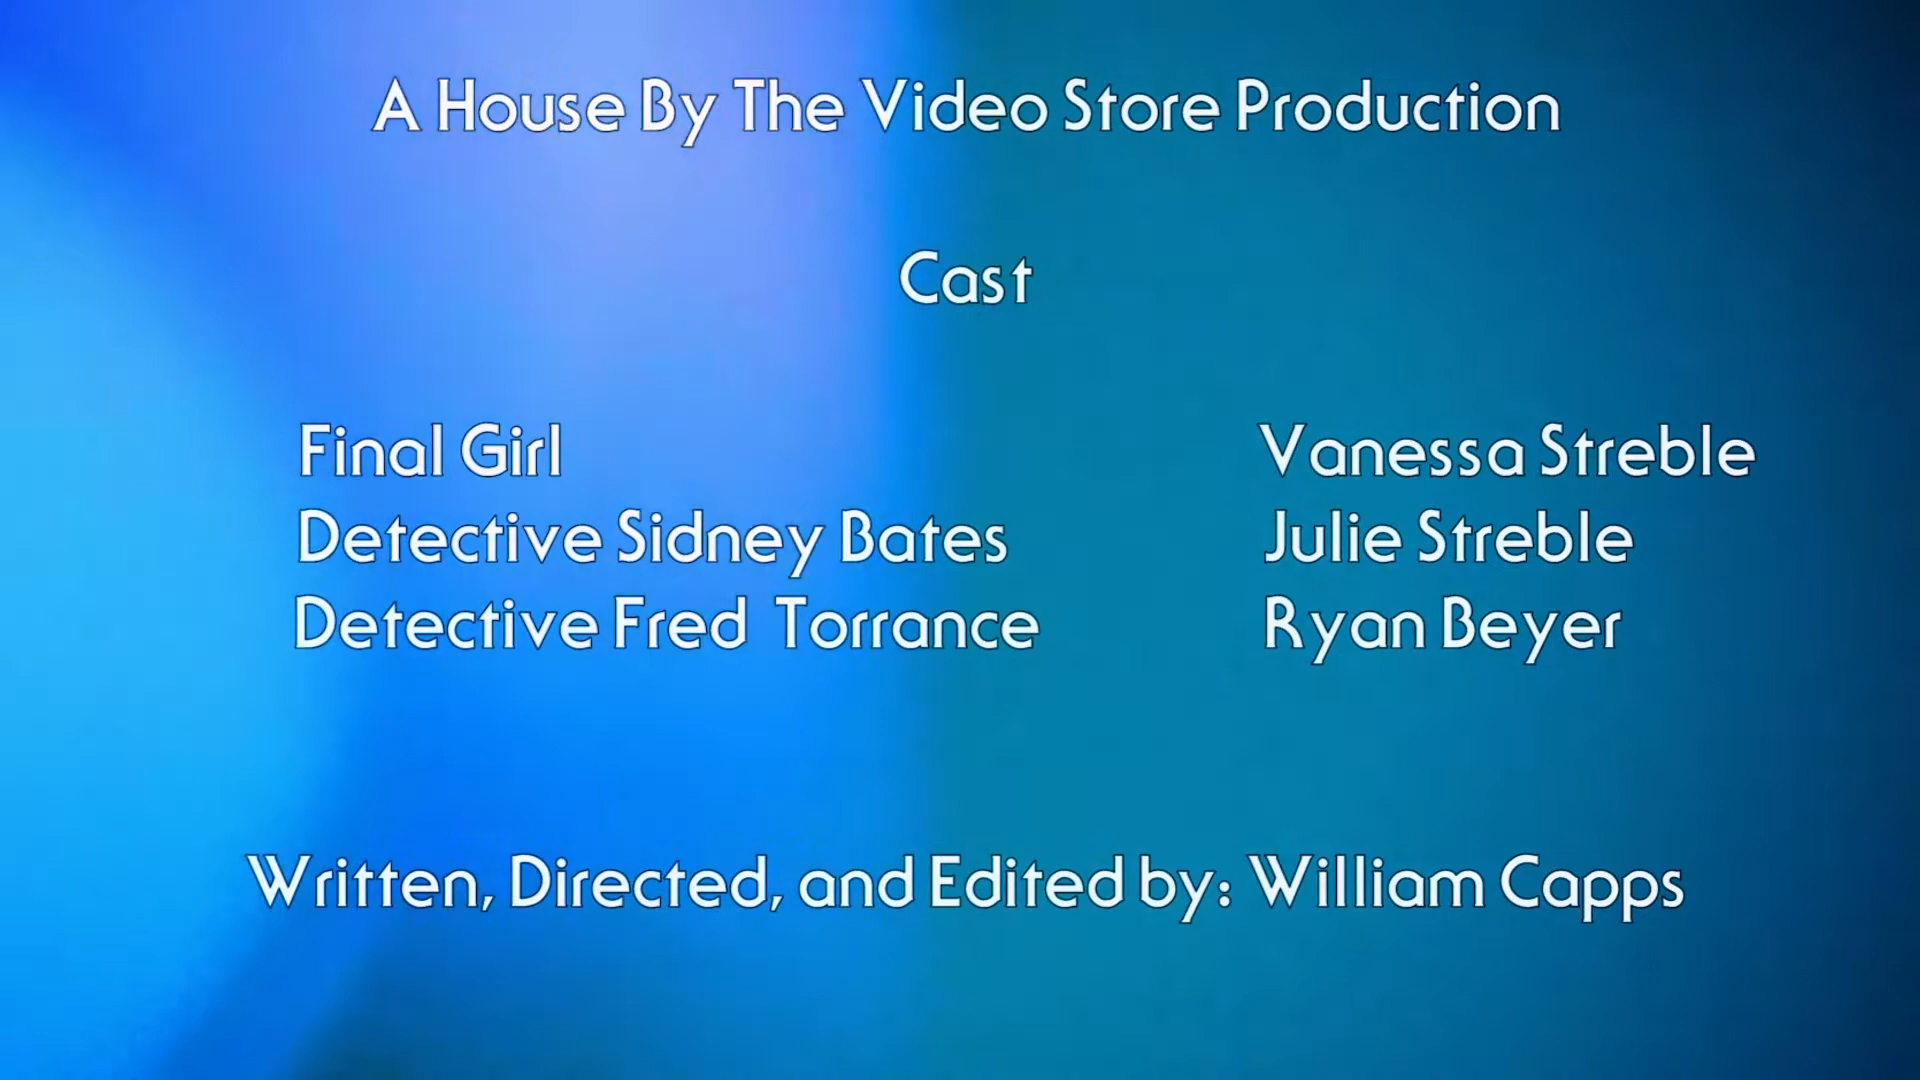 A House By The Video Store Production
Cast
Final Girl Vanessa Streble
Detective Sidney Bates Julie Streble
Detective Fred Torrance Ryan Beyer
Written, Directed, and Edited by: William Capps